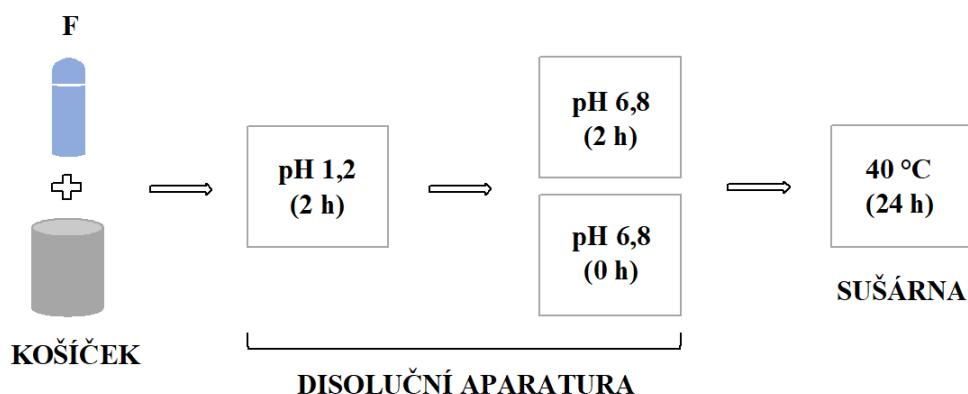 F
KOŠÍČEK
pH 1,2
(2 h)
pH 6,8
(2 h)
pH 6,8
(0 h)
DISOLUČNÍ APARATURA
40 °C
(24 h)
SUŠÁRNA